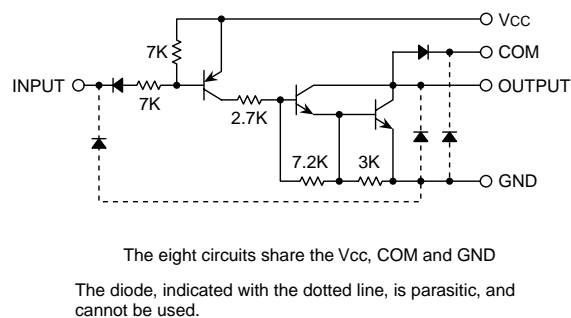 VCC
7K
COM
INPUT
OUTPUT
7K
2.7K
7.2K
3K
GND
The eight circuits share the Vcc, COM and GND
The diode, indicated with the dotted line, is parasitic, and
cannot be used.